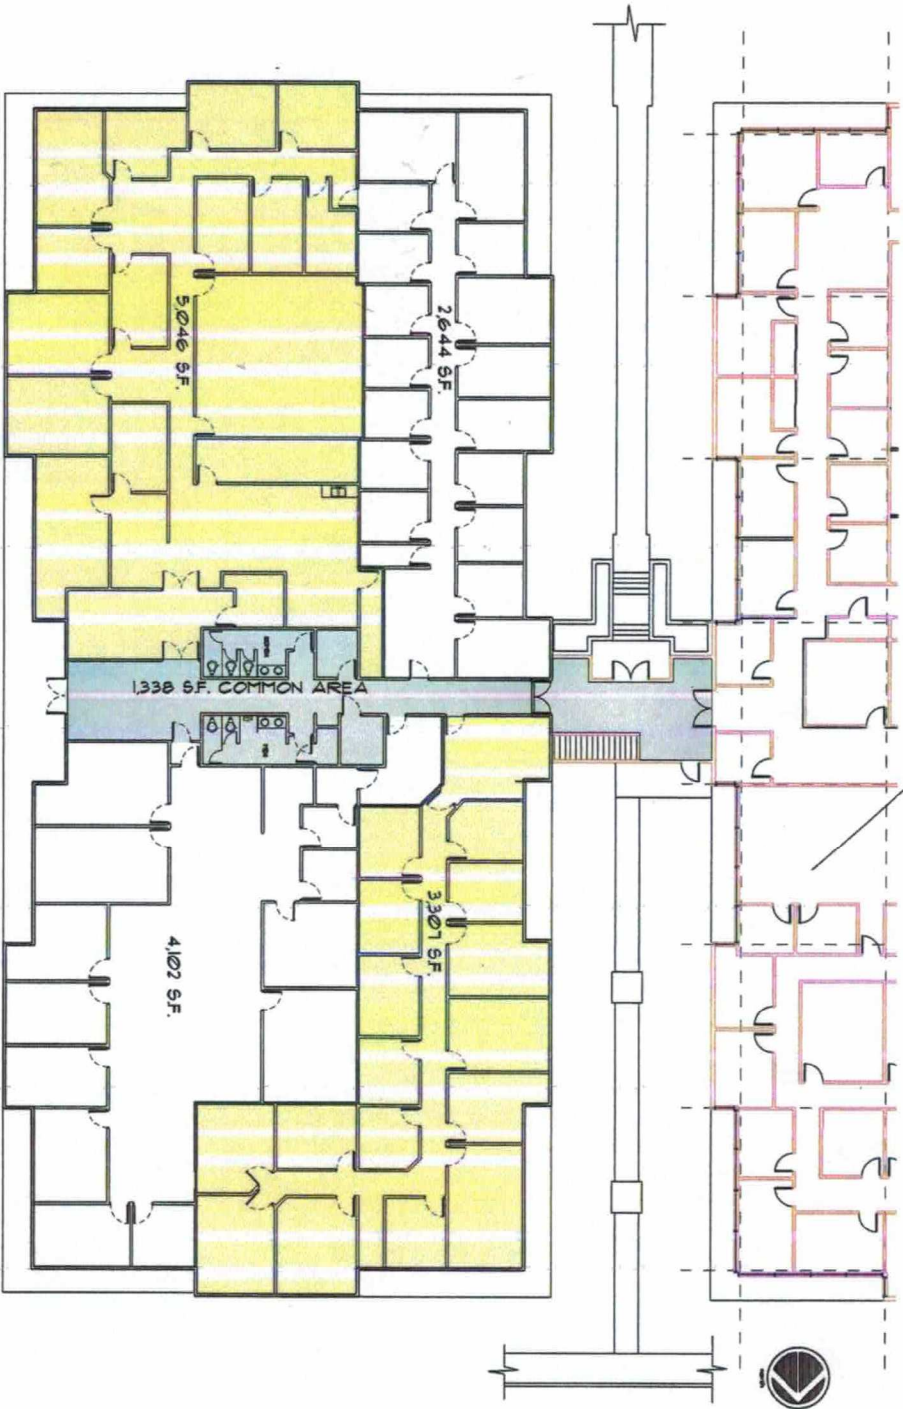 5,046 S.F.
2,644 S.F.
1,338 S.F. COMMON AREA
3,307 S.F.
4,102 S.F.